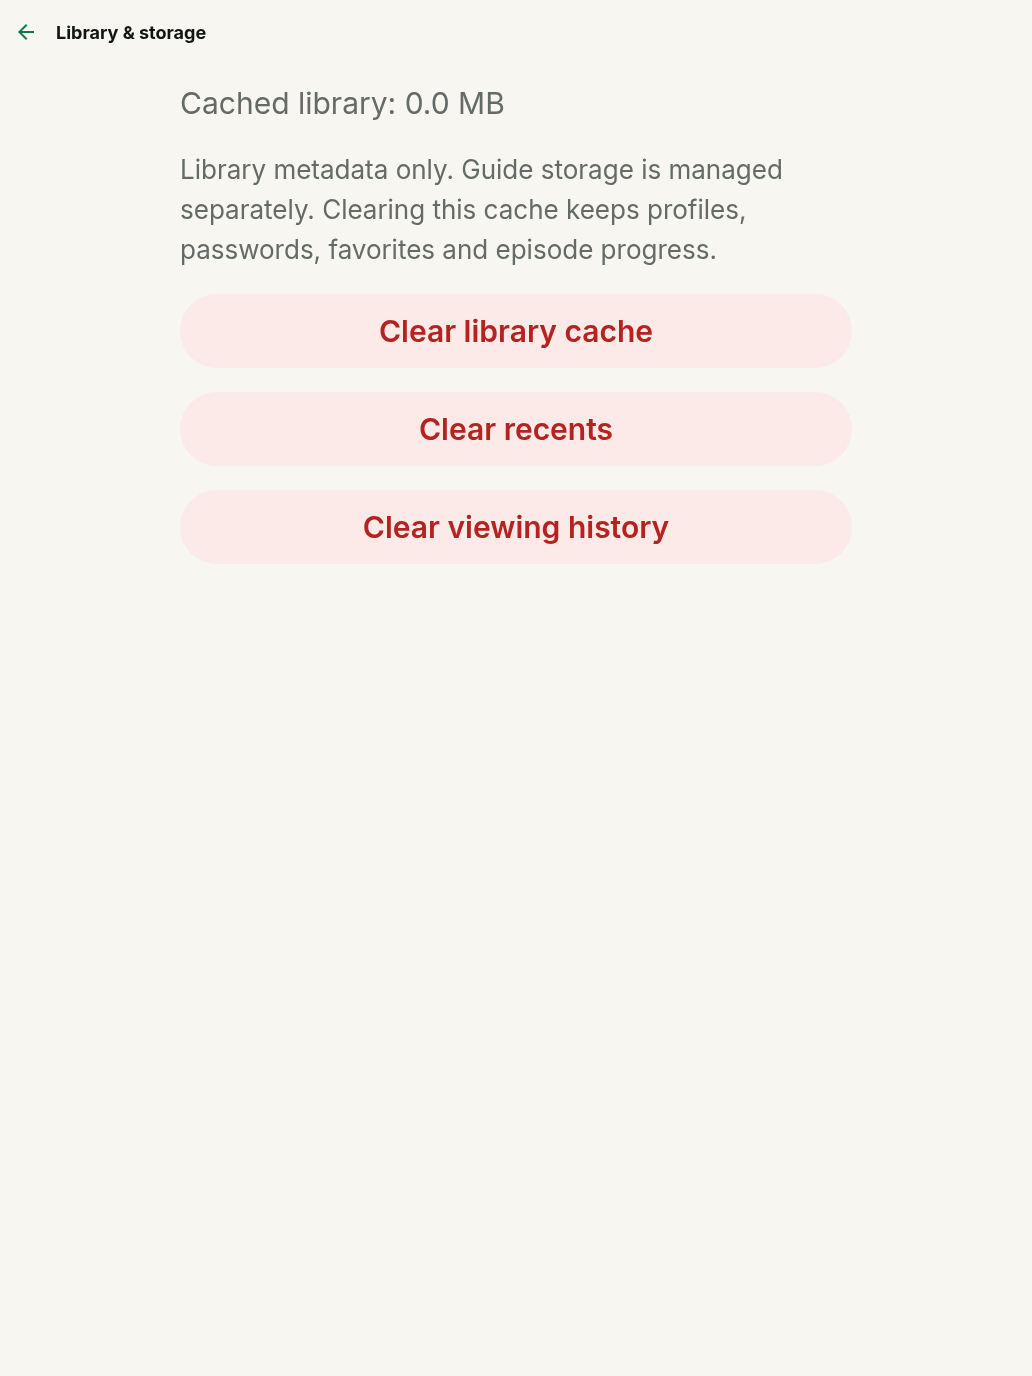 Library & storage
Cached library: 0.0 MB
Library metadata only. Guide storage is managed
separately. Clearing this cache keeps profiles,
passwords, favorites and episode progress.
Clear library cache
Clear recents
Clear viewing history